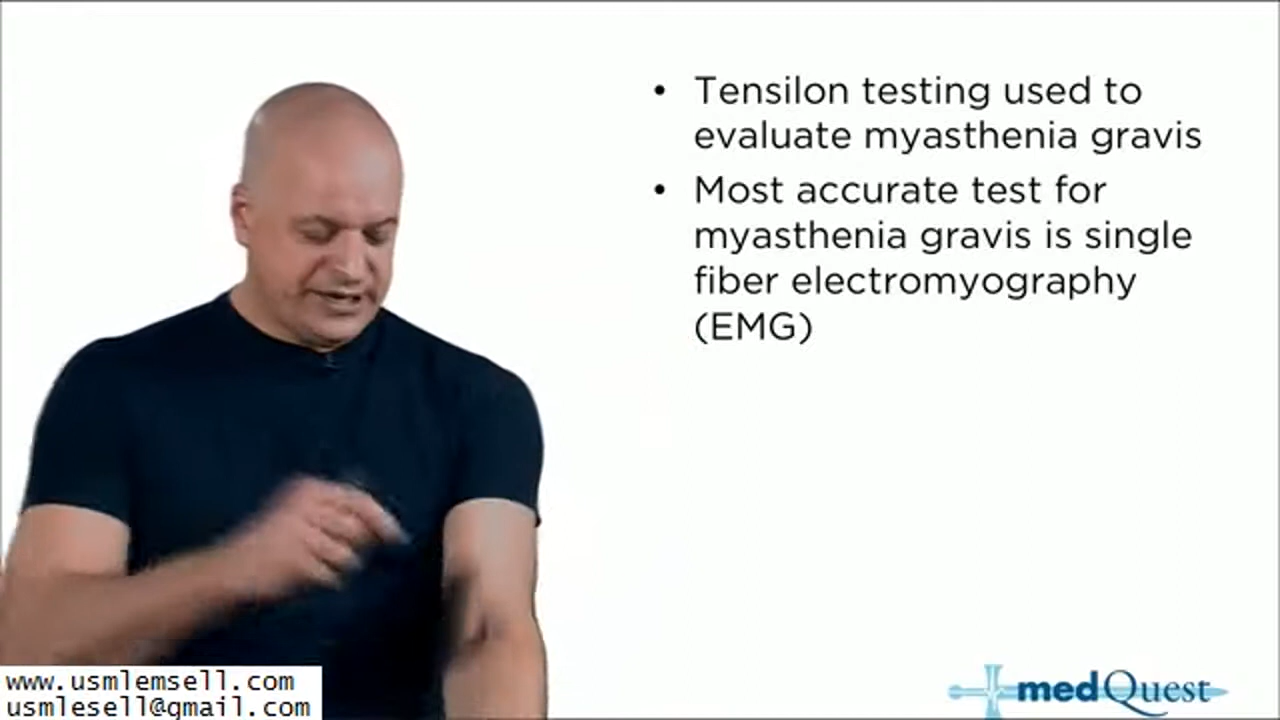 • Tensilon testing used to
evaluate myasthenia gravis
• Most accurate test for
myasthenia gravis is single
fiber electromyography
(EMG)
www.usmlemsell.com
usmlesell@gmail.com
medQuest